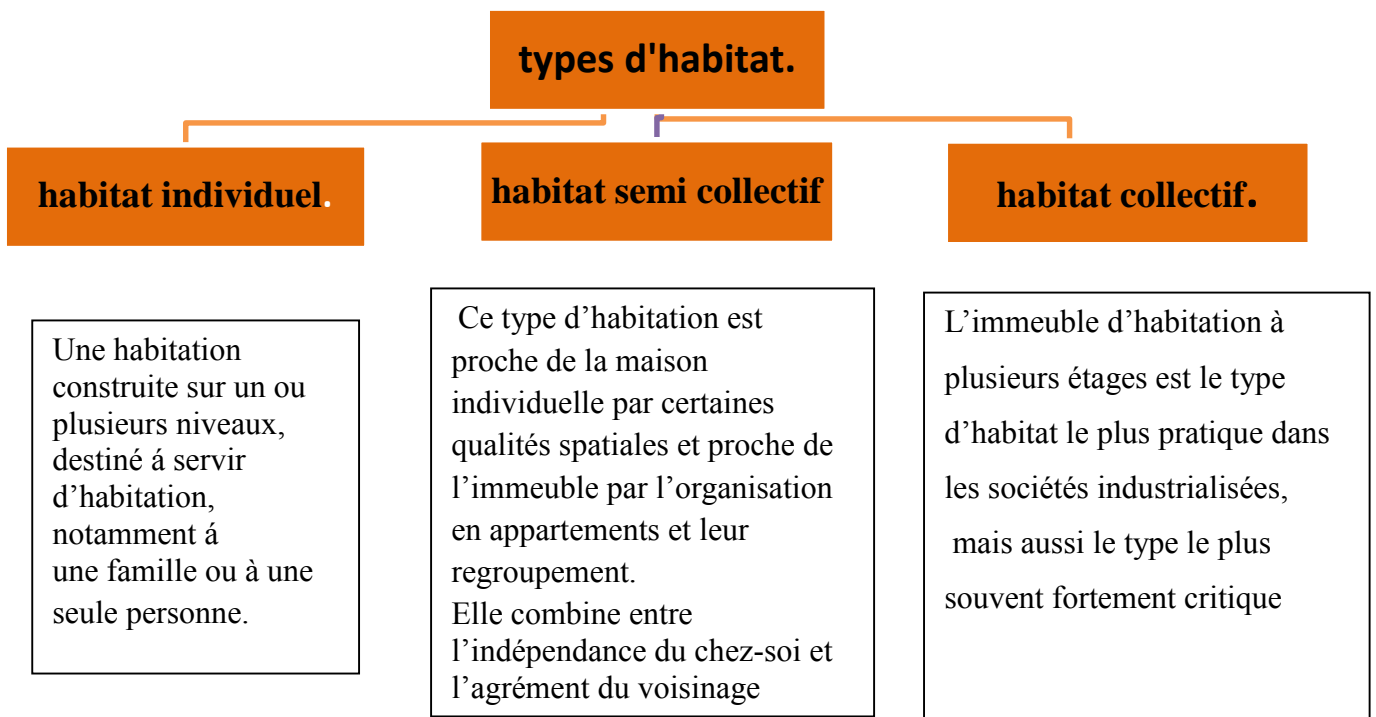 types d'habitat.
habitat individuel.
habitat semi collectif
habitat collectif.
Une habitation
construite sur un ou
plusieurs niveaux,
destiné á servir
d’habitation,
notamment á
une famille ou à une
seule personne.
Ce type d’habitation est
proche de la maison
individuelle par certaines
qualités spatiales et proche de
l’immeuble par l’organisation
en appartements et leur
regroupement.
Elle combine entre
l’indépendance du chez-soi et
l’agrément du voisinage
L’immeuble d’habitation à
plusieurs étages est le type
d’habitat le plus pratique dans
les sociétés industrialisées,
mais aussi le type le plus
souvent fortement critique